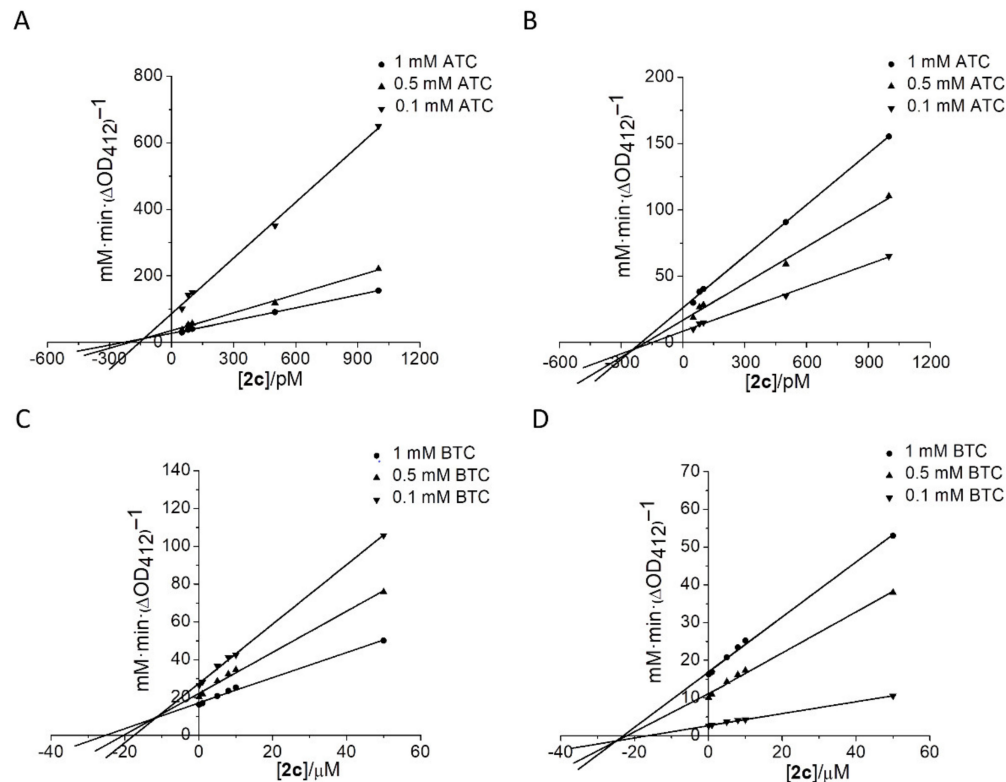 A
1 mM ATC
0.5 mM ATC
0.1 mM ATC
mM·min·(ΔOD412)−1
800
600
400
200
0
-600 -300 0 300 600 900 1200
[2c]/pM
B
1 mM ATC
0.5 mM ATC
0.1 mM ATC
mM·min·(ΔOD412)−1
200
150
100
50
0
-600 -300 0 300 600 900 1200
[2c]/pM
C
1 mM BTC
0.5 mM BTC
0.1 mM BTC
mM·min·(ΔOD412)−1
140
120
100
80
60
40
20
0
-40 -20 0 20 40 60
[2c]/μM
D
1 mM BTC
0.5 mM BTC
0.1 mM BTC
mM·min·(ΔOD412)−1
70
60
50
40
30
20
10
0
-40 -20 0 20 40 60
[2c]/μM